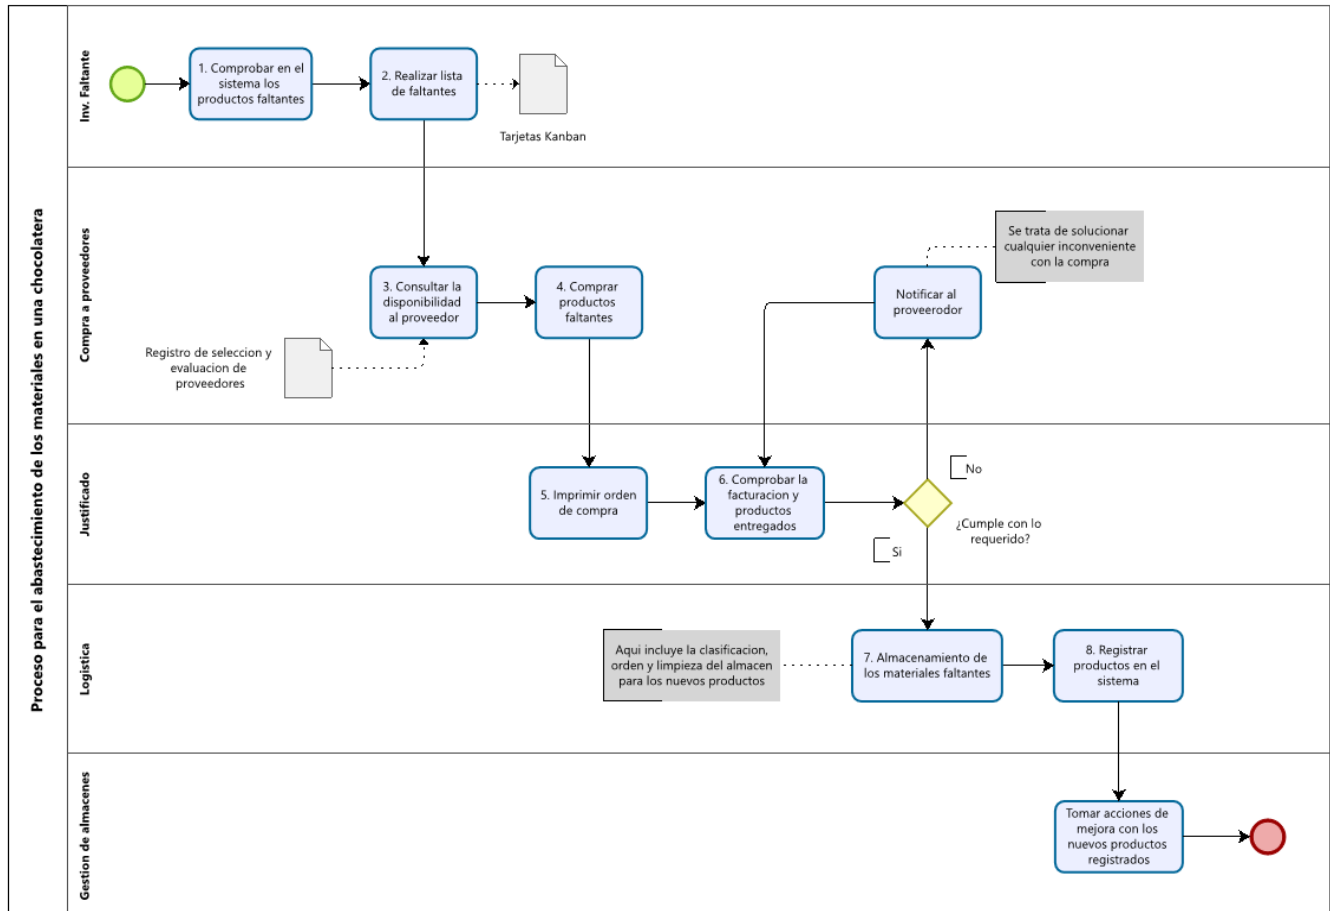 Proceso para el abastecimiento de los materiales en una chocolatera
Inv. Faltante
1. Comprobar en el
sistema los
productos faltantes
2. Realizar lista
de faltantes
Tarjetas Kanban
Compra a proveedores
Se trata de solucionar
cualquier inconveniente
con la compra
3. Consultar la
disponibilidad
al proveedor
4. Comprar
productos
faltantes
Notificar al
proveerodor
Registro de seleccion y
evaluacion de
proveedores
Justificado
5. Imprimir orden
de compra
6. Comprobar la
facturacion y
productos
entregados
No
¿Cumple con lo
requerido?
Si
Logistica
Aqui incluye la clasificacion,
orden y limpieza del almacen
para los nuevos productos
7. Almacenamiento de
los materiales faltantes
8. Registrar
productos en el
sistema
Gestion de almacenes
Tomar acciones de
mejora con los
nuevos productos
registrados